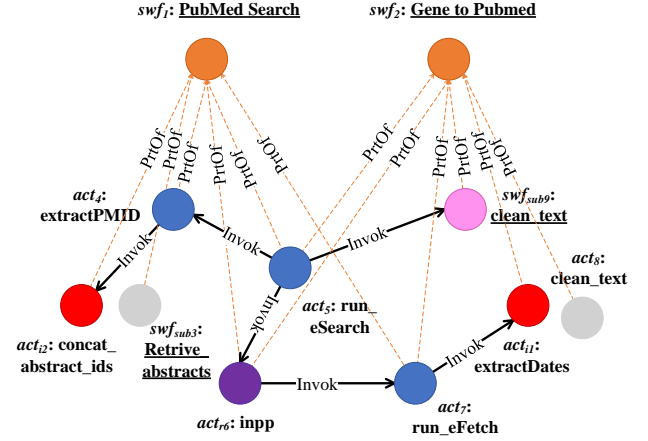 swf1: PubMed Search
swf2: Gene to Pubmed
PrtOf
PrtOf
PrtOf
PrtOf
PrtOf
PrtOf
PrtOf
PrtOf
PrtOf
PrtOf
PrtOf
PrtOf
act4:
extractPMID
swfsub9:
clean_text
Invok
Invok
Invok
Invok
act8:
clean_text
act5: run_
eSearch
acti2: concat_
abstract_ids
swfsub3:
Retrive_
abstracts
acti1:
extractDates
Invok
Invok
actr6: inpp
act7:
run_eFetch